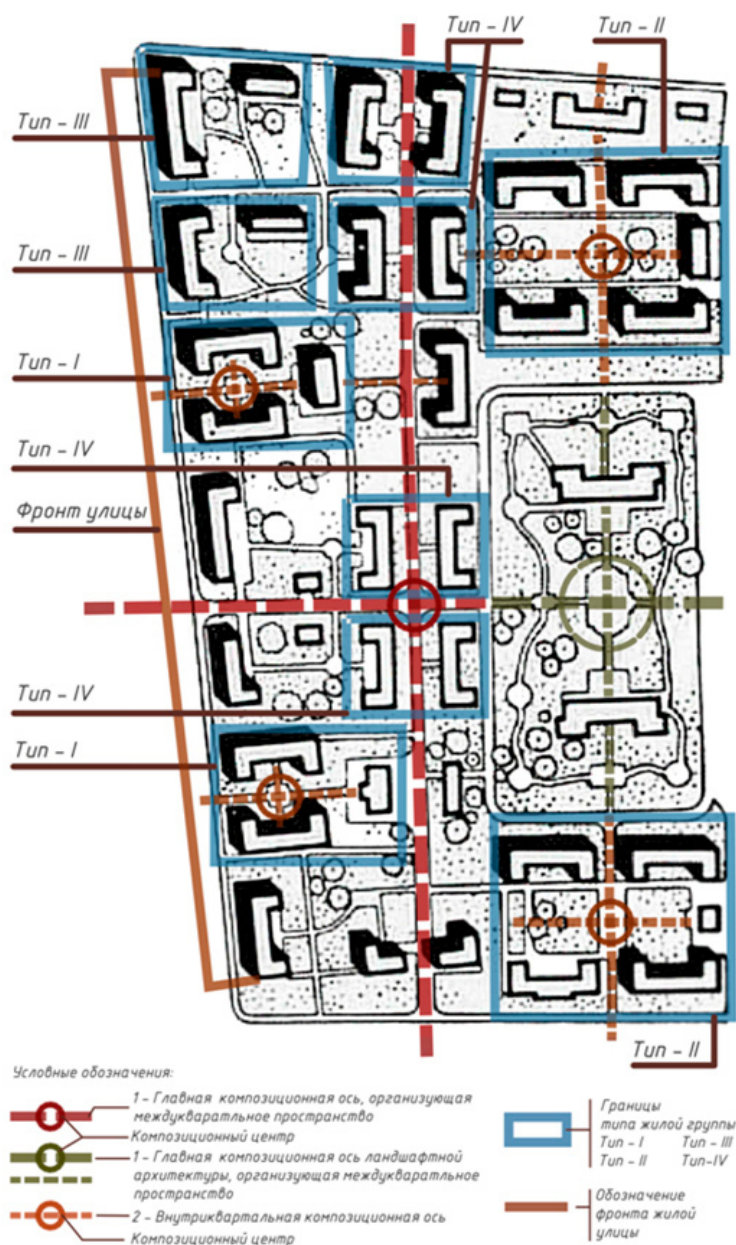 Тип - IV
Тип - II
Тип - III
Тип - III
Тип - I
Тип - IV
Фронт улицы
Тип - IV
Тип - I
Тип - II
Условные обозначения:
1 - Главная композиционная ось, организующая
междукваратльное пространство
Композиционный центр
1 - Главная композиционная ось ландшафтной
архитектуры, организующая междукваратльное
пространство
2 - Внутриквартальная композиционная ось
Композиционный центр
Границы
типа жилой группы
Тип - I Тип - III
Тип - II Тип-IV
Обозначение
фронта жилой
улицы